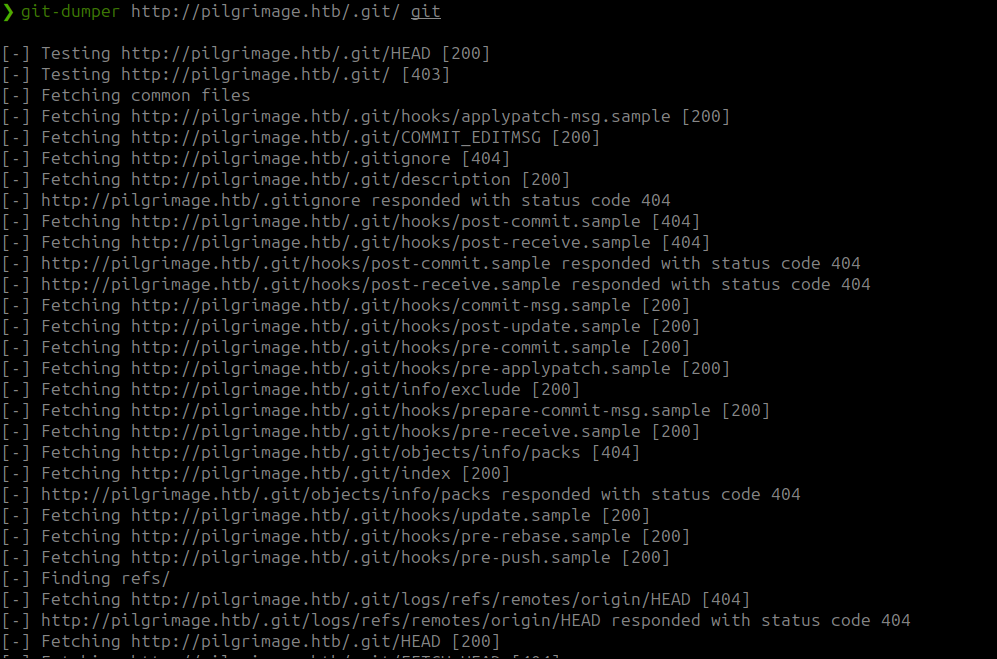 ❯ git-dumper http://pilgrimage.htb/.git/ git
[-] Testing http://pilgrimage.htb/.git/HEAD [200]
[-] Testing http://pilgrimage.htb/.git/ [403]
[-] Fetching common files
[-] Fetching http://pilgrimage.htb/.git/hooks/applypatch-msg.sample [200]
[-] Fetching http://pilgrimage.htb/.git/COMMIT_EDITMSG [200]
[-] Fetching http://pilgrimage.htb/.gitignore [404]
[-] Fetching http://pilgrimage.htb/.git/description [200]
[-] http://pilgrimage.htb/.gitignore responded with status code 404
[-] Fetching http://pilgrimage.htb/.git/hooks/post-commit.sample [404]
[-] Fetching http://pilgrimage.htb/.git/hooks/post-receive.sample [404]
[-] http://pilgrimage.htb/.git/hooks/post-commit.sample responded with status code 404
[-] http://pilgrimage.htb/.git/hooks/post-receive.sample responded with status code 404
[-] Fetching http://pilgrimage.htb/.git/hooks/commit-msg.sample [200]
[-] Fetching http://pilgrimage.htb/.git/hooks/post-update.sample [200]
[-] Fetching http://pilgrimage.htb/.git/hooks/pre-commit.sample [200]
[-] Fetching http://pilgrimage.htb/.git/hooks/pre-applypatch.sample [200]
[-] Fetching http://pilgrimage.htb/.git/info/exclude [200]
[-] Fetching http://pilgrimage.htb/.git/hooks/prepare-commit-msg.sample [200]
[-] Fetching http://pilgrimage.htb/.git/hooks/pre-receive.sample [200]
[-] Fetching http://pilgrimage.htb/.git/objects/info/packs [404]
[-] Fetching http://pilgrimage.htb/.git/index [200]
[-] http://pilgrimage.htb/.git/objects/info/packs responded with status code 404
[-] Fetching http://pilgrimage.htb/.git/hooks/update.sample [200]
[-] Fetching http://pilgrimage.htb/.git/hooks/pre-rebase.sample [200]
[-] Fetching http://pilgrimage.htb/.git/hooks/pre-push.sample [200]
[-] Finding refs/
[-] Fetching http://pilgrimage.htb/.git/logs/refs/remotes/origin/HEAD [404]
[-] http://pilgrimage.htb/.git/logs/refs/remotes/origin/HEAD responded with status code 404
[-] Fetching http://pilgrimage.htb/.git/HEAD [200]
[-] Fetching http://pilgrimage.htb/.git/FETCH_HEAD [404]